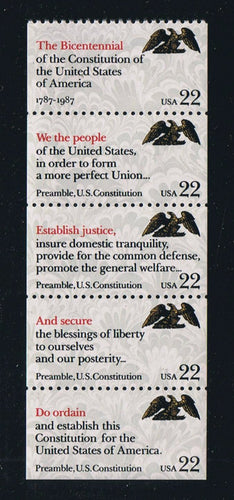 The Bicentennial
of the Constitution of
the United States
of America
1787-1987 USA 22
We the people
of the United States,
in order to form
a more perfect Union...
Preamble, U.S. Constitution USA 22
Establish justice,
insure domestic tranquility,
provide for the common defense,
promote the general welfare...
Preamble, U.S. Constitution USA 22
And secure
the blessings of liberty
to ourselves
and our posterity...
Preamble, U.S. Constitution USA 22
Do ordain
and establish this
Constitution for the
United States of America.
Preamble, U.S. Constitution USA 22